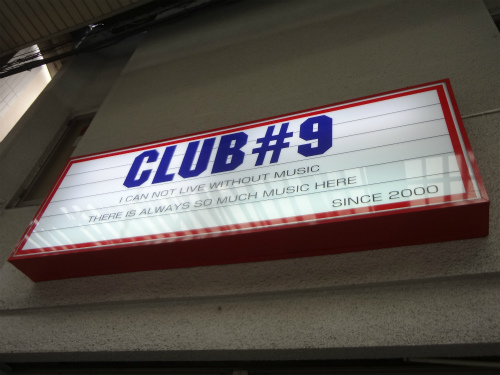 CLUB#9
I CAN NOT LIVE WITHOUT MUSIC
THERE IS ALWAYS SO MUCH MUSIC HERE
SINCE 2000